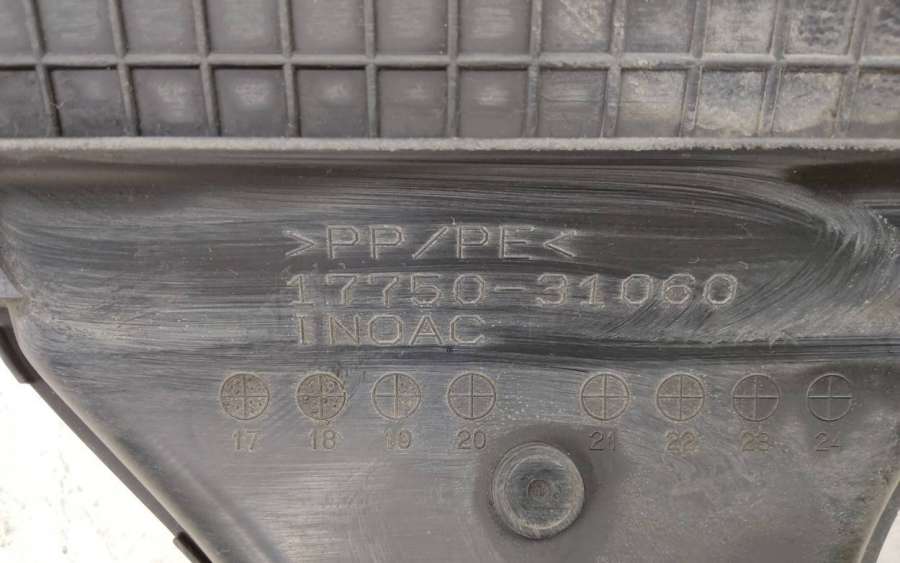 >PP/PE<
17750-31060
INOAC
17 18 19 20 21 22 23 24